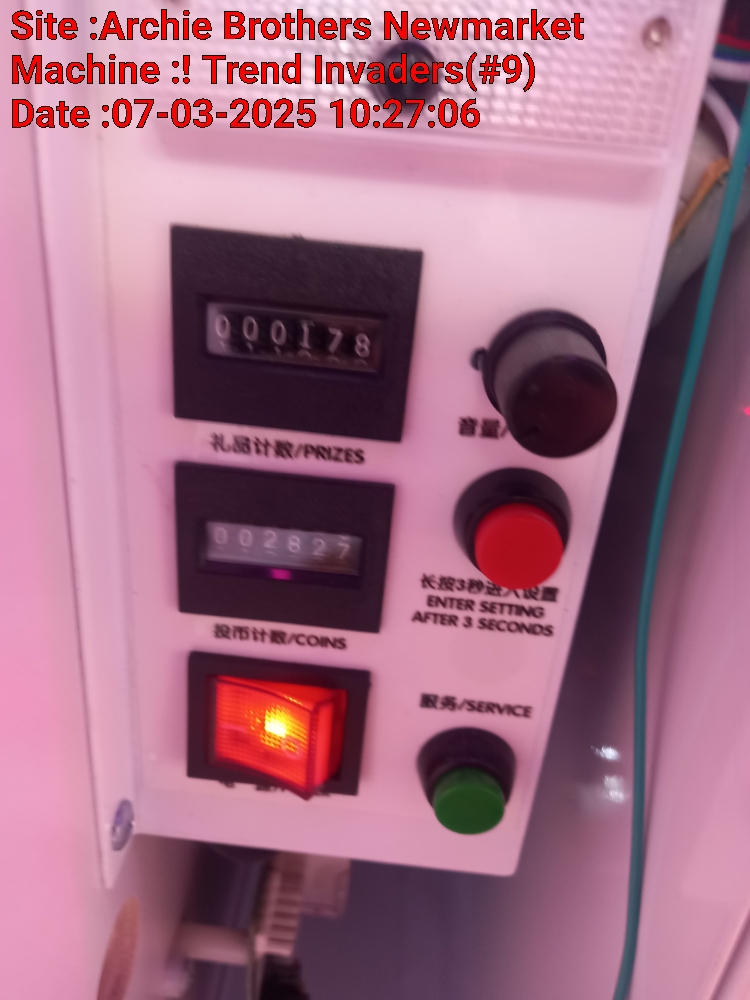 Site :Archie Brothers Newmarket
Machine :! Trend Invaders(#9)
Date :07-03-2025 10:27:06
000178
礼品计数/PRIZES
音量/
002827
投币计数/COINS
长按3秒进入设置
ENTER SETTING
AFTER 3 SECONDS
服务/SERVICE